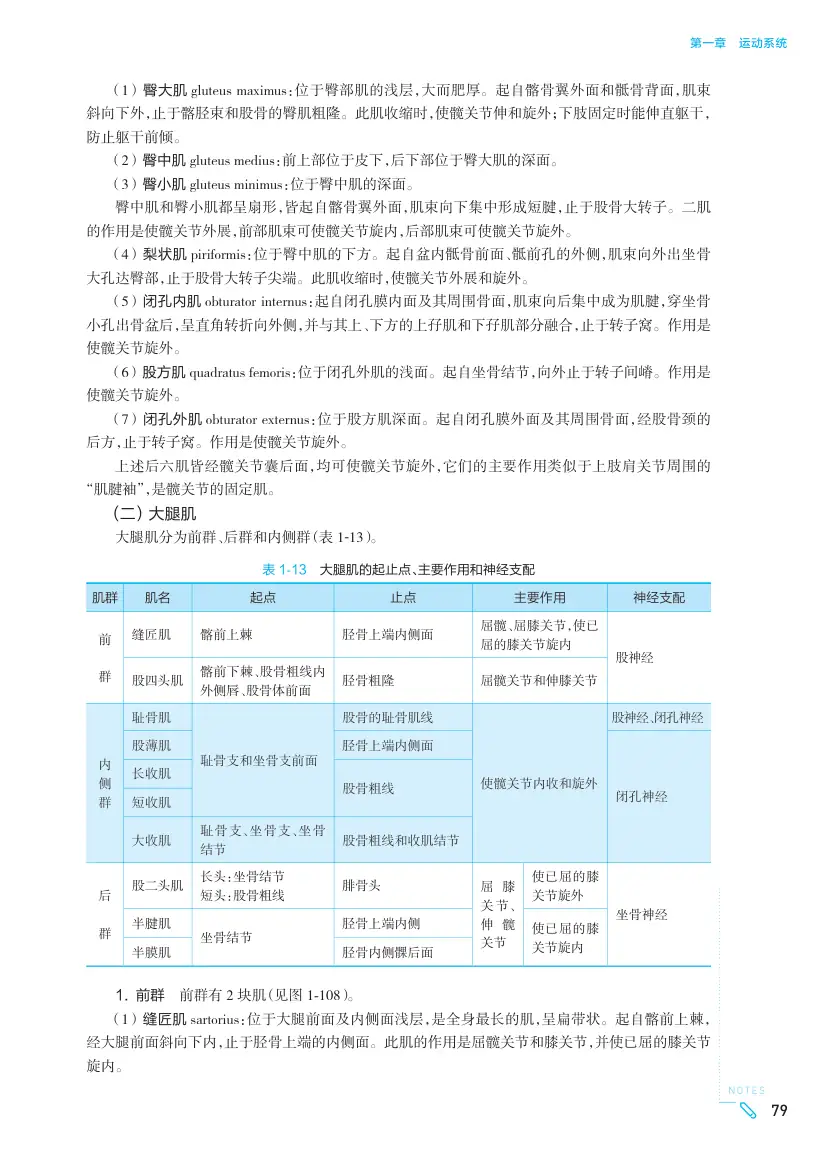 第一章 运动系统
（1）臀大肌 gluteus maximus：位于臀部肌的浅层，大而肥厚。起自髂骨翼外面和骶骨背面，肌束
斜向下外，止于髂胫束和股骨的臀肌粗隆。此肌收缩时，使髋关节伸和旋外；下肢固定时能伸直躯干，
防止躯干前倾。
（2）臀中肌 gluteus medius：前上部位于皮下，后下部位于臀大肌的深面。
（3）臀小肌 gluteus minimus：位于臀中肌的深面。
臀中肌和臀小肌都呈扇形，皆起自髂骨翼外面，肌束向下集中形成短腱，止于股骨大转子。二肌
的作用是使髋关节外展，前部肌束可使髋关节旋内，后部肌束可使髋关节旋外。
（4）梨状肌 piriformis：位于臀中肌的下方。起自盆内骶骨前面、骶前孔的外侧，肌束向外出坐骨
大孔达臀部，止于股骨大转子尖端。此肌收缩时，使髋关节外展和旋外。
（5）闭孔内肌 obturator internus：起自闭孔膜内面及其周围骨面，肌束向后集中成为肌腱，穿坐骨
小孔出骨盆后，呈直角转折向外侧，并与其上、下方的上孖肌和下孖肌部分融合，止于转子窝。作用是
使髋关节旋外。
（6）股方肌 quadratus femoris：位于闭孔外肌的浅面。起自坐骨结节，向外止于转子间嵴。作用是
使髋关节旋外。
（7）闭孔外肌 obturator externus：位于股方肌深面。起自闭孔膜外面及其周围骨面，经股骨颈的
后方，止于转子窝。作用是使髋关节旋外。
上述后六肌皆经髋关节囊后面，均可使髋关节旋外，它们的主要作用类似于上肢肩关节周围的
“肌腱袖”，是髋关节的固定肌。
（二）大腿肌
大腿肌分为前群、后群和内侧群（表 1-13）。
表 1-13 大腿肌的起止点、主要作用和神经支配
肌群 肌名 起点 止点 主要作用 神经支配
前群 缝匠肌 髂前上棘 胫骨上端内侧面 屈髋、屈膝关节，使已
屈的膝关节旋内
股神经
股四头肌 髂前下棘、股骨粗线内
外侧唇、股骨体前面 胫骨粗隆 屈髋关节和伸膝关节
内侧群 耻骨肌 耻骨支和坐骨支前面 股骨的耻骨肌线 使髋关节内收和旋外 股神经、闭孔神经
股薄肌 胫骨上端内侧面 闭孔神经
长收肌 股骨粗线
短收肌
大收肌 耻骨支、坐骨支、坐骨
结节 股骨粗线和收肌结节
后群 股二头肌 长头：坐骨结节
短头：股骨粗线 腓骨头 屈膝
关节、
伸髋
关节 使已屈的膝
关节旋外 坐骨神经
半腱肌 坐骨结节 胫骨上端内侧 使已屈的膝
关节旋内
半膜肌 胫骨内侧髁后面
1. 前群 前群有 2 块肌（见图 1-108）。
（1）缝匠肌 sartorius：位于大腿前面及内侧面浅层，是全身最长的肌，呈扁带状。起自髂前上棘，
经大腿前面斜向下内，止于胫骨上端的内侧面。此肌的作用是屈髋关节和膝关节，并使已屈的膝关节
旋内。
NOTES
79